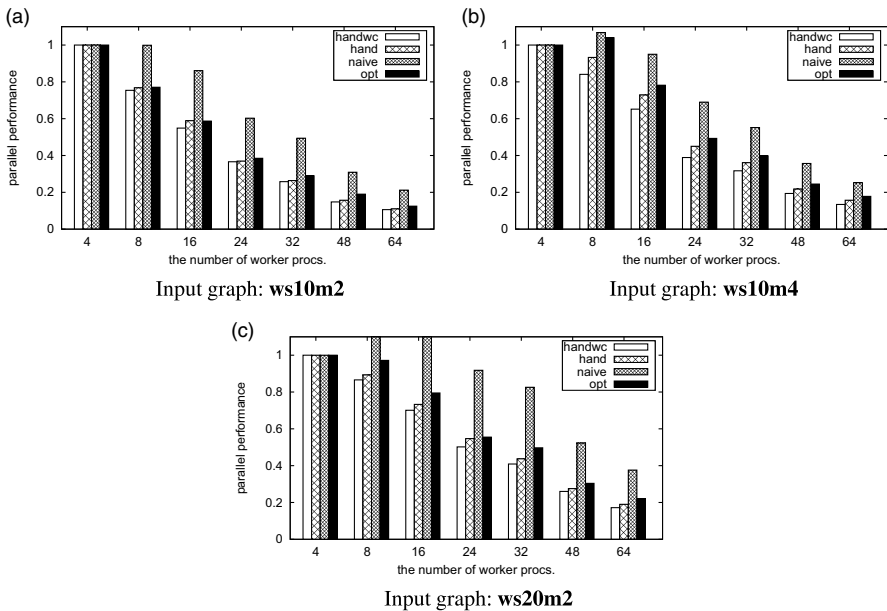 (a)
handwc
hand
naive
opt
1
0.8
0.6
0.4
0.2
0
parallel performance
4 8 16 24 32 48 64
the number of worker procs.
Input graph: ws10m2
(b)
handwc
hand
naive
opt
1
0.8
0.6
0.4
0.2
0
parallel performance
4 8 16 24 32 48 64
the number of worker procs.
Input graph: ws10m4
(c)
handwc
hand
naive
opt
1
0.8
0.6
0.4
0.2
0
parallel performance
4 8 16 24 32 48 64
the number of worker procs.
Input graph: ws20m2